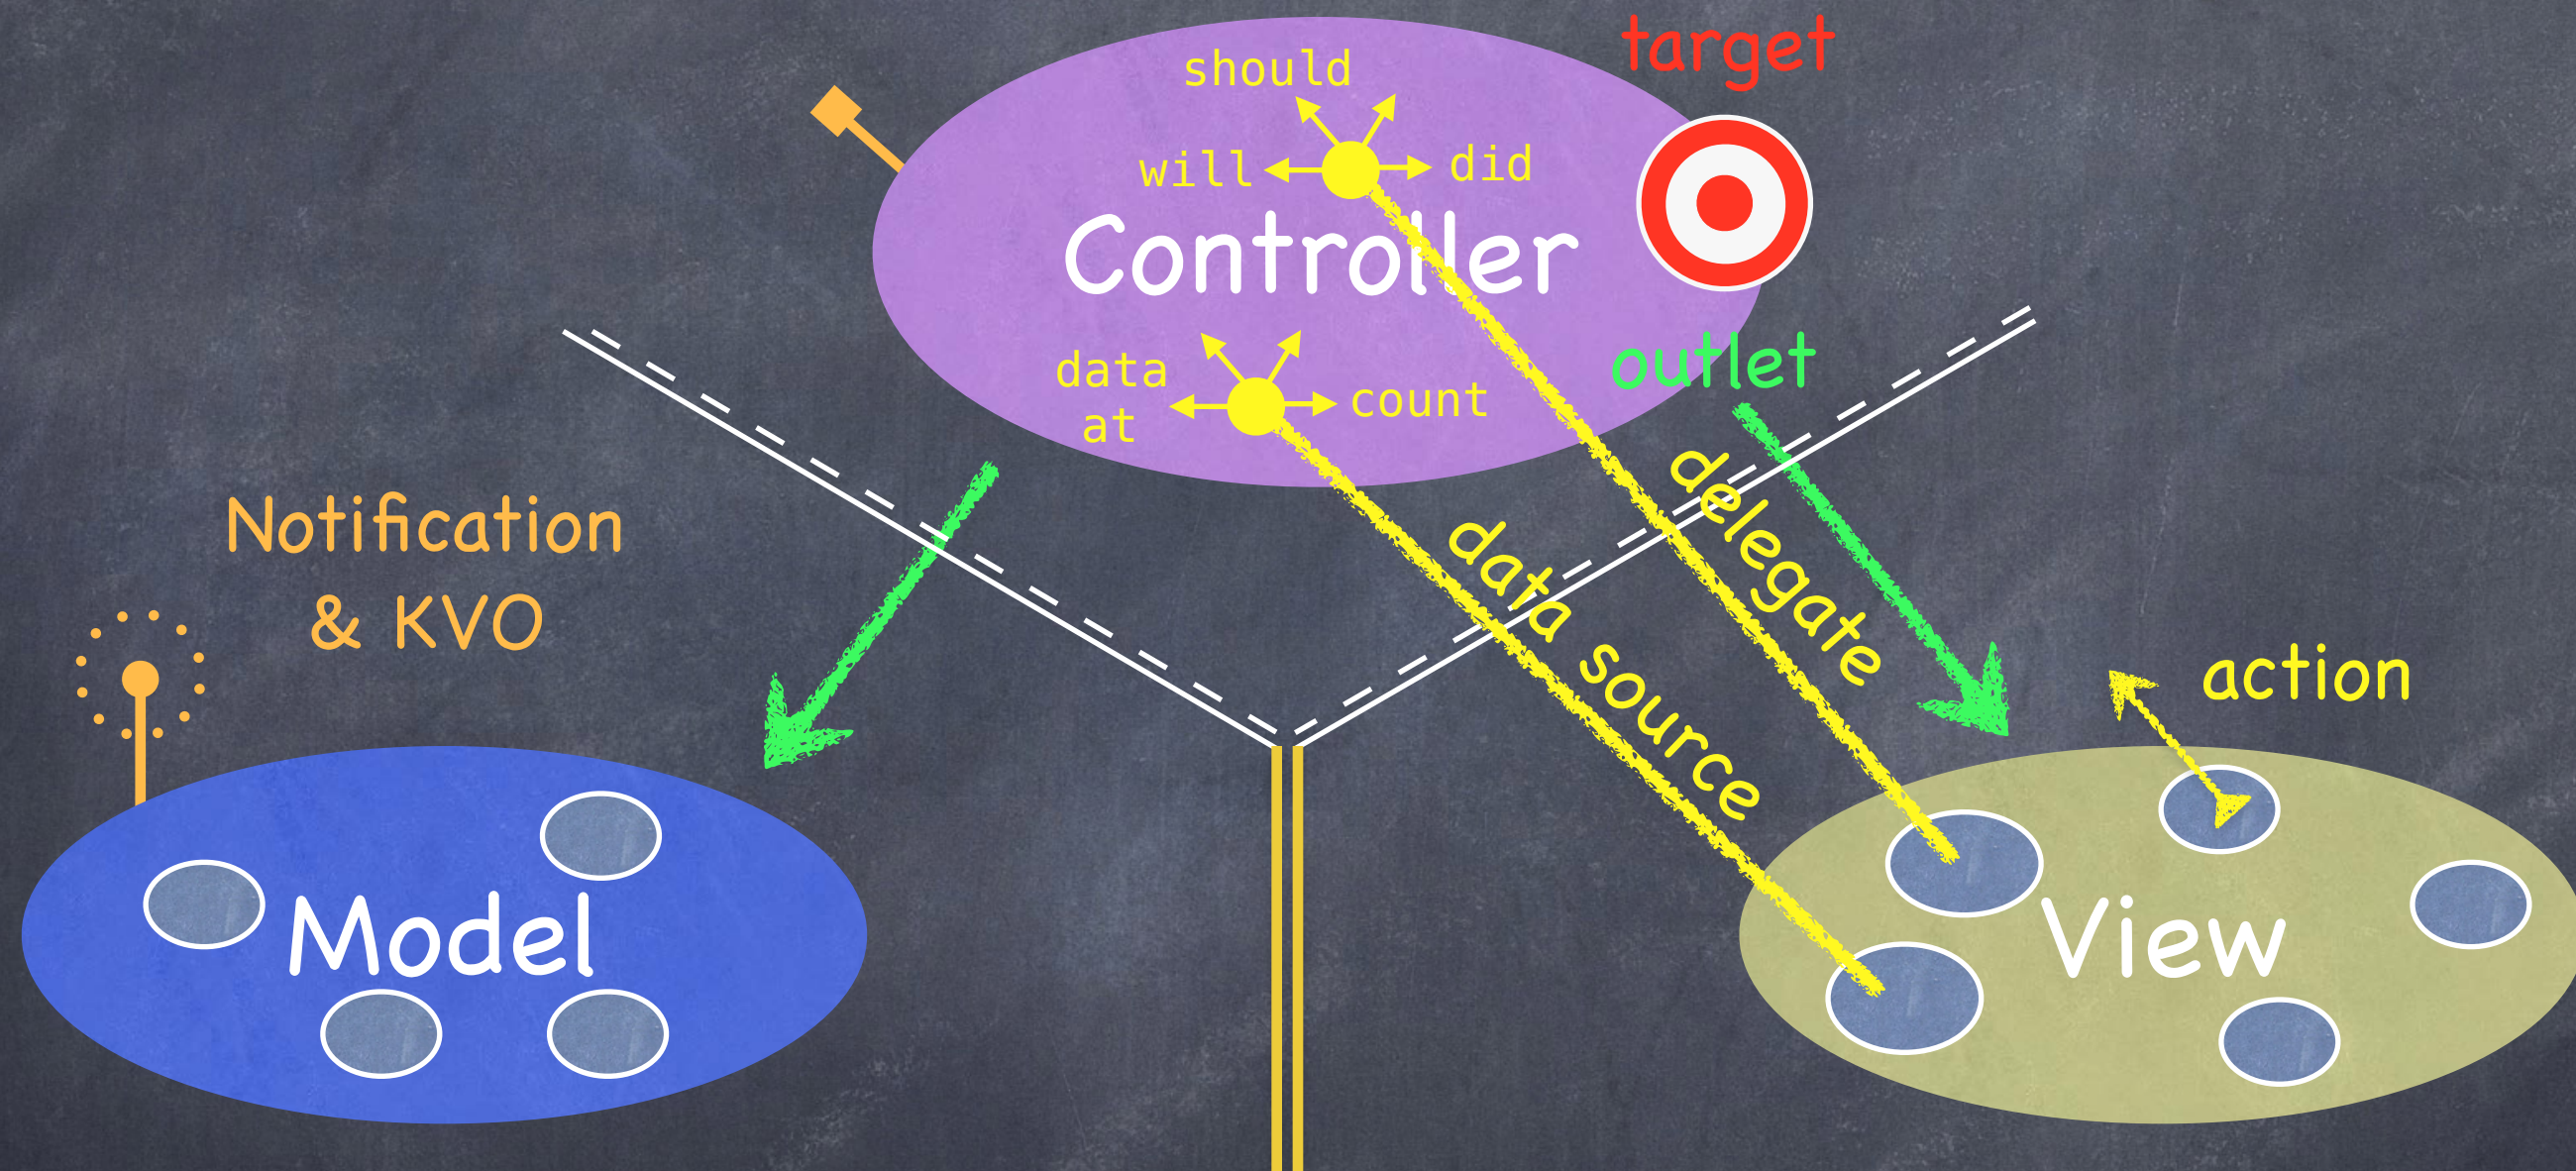 target
should
will
did
Controller
data
at
count
outlet
delegate
data source
Notification
& KVO
action
Model
View